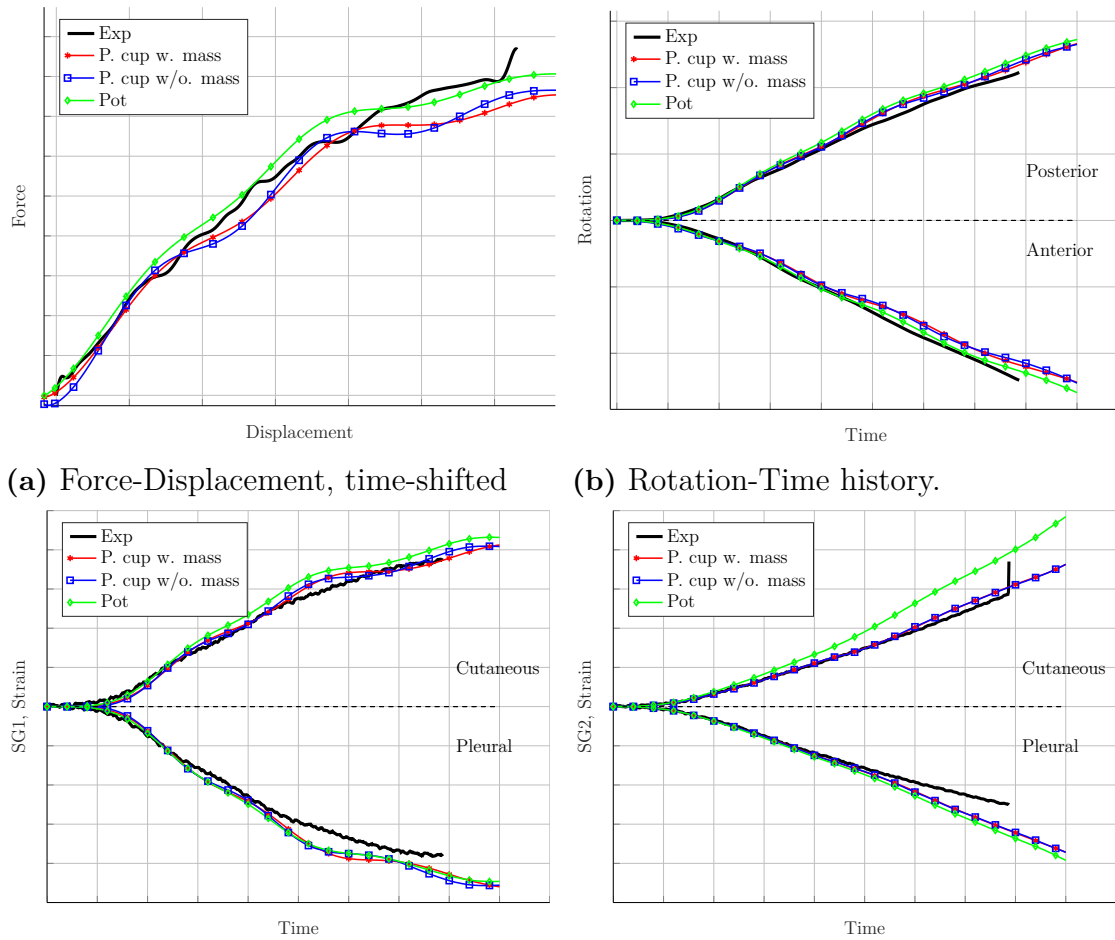 Exp
P. cup w. mass
P. cup w/o. mass
Pot
Force
Displacement
Exp
P. cup w. mass
P. cup w/o. mass
Pot
Posterior
Rotation
Anterior
Time
(a) Force-Displacement, time-shifted
(b) Rotation-Time history.
Exp
P. cup w. mass
P. cup w/o. mass
Pot
Cutaneous
SG1, Strain
Pleural
Time
Exp
P. cup w. mass
P. cup w/o. mass
Pot
Cutaneous
SG2, Strain
Pleural
Time